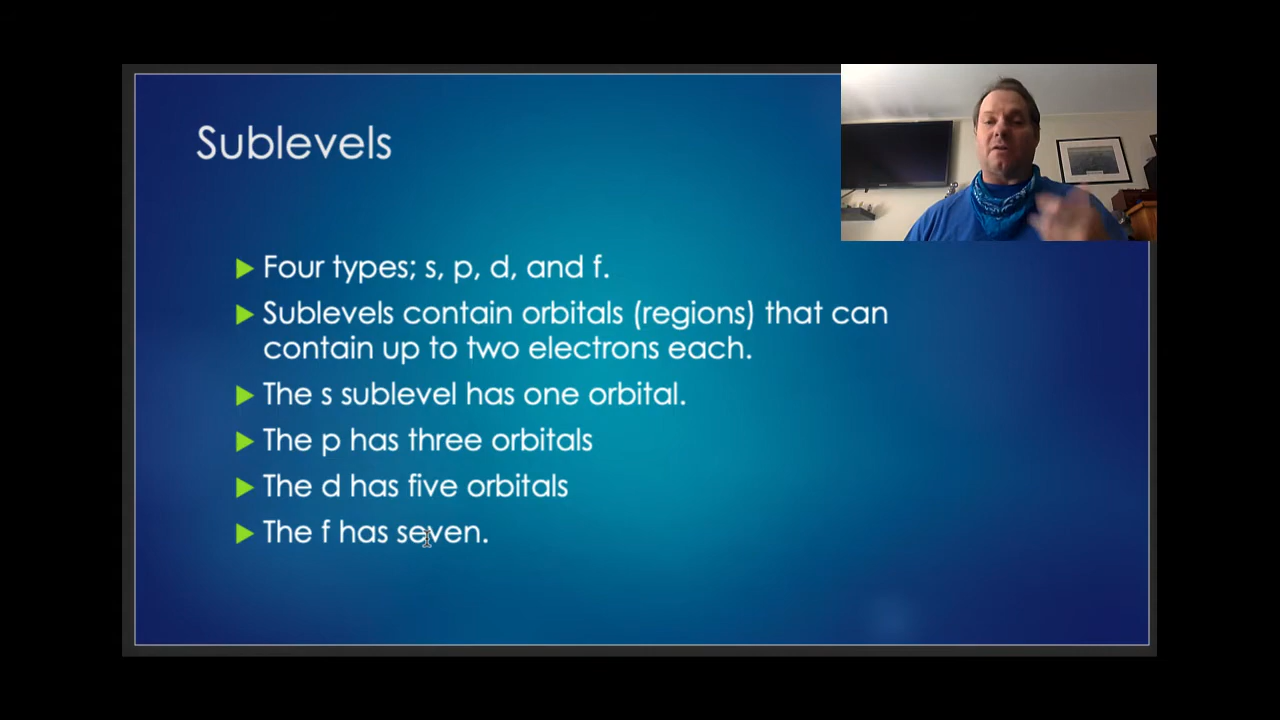 Sublevels
Four types; s, p, d, and f.
Sublevels contain orbitals (regions) that can
contain up to two electrons each.
The s sublevel has one orbital.
The p has three orbitals
The d has five orbitals
The f has seven.